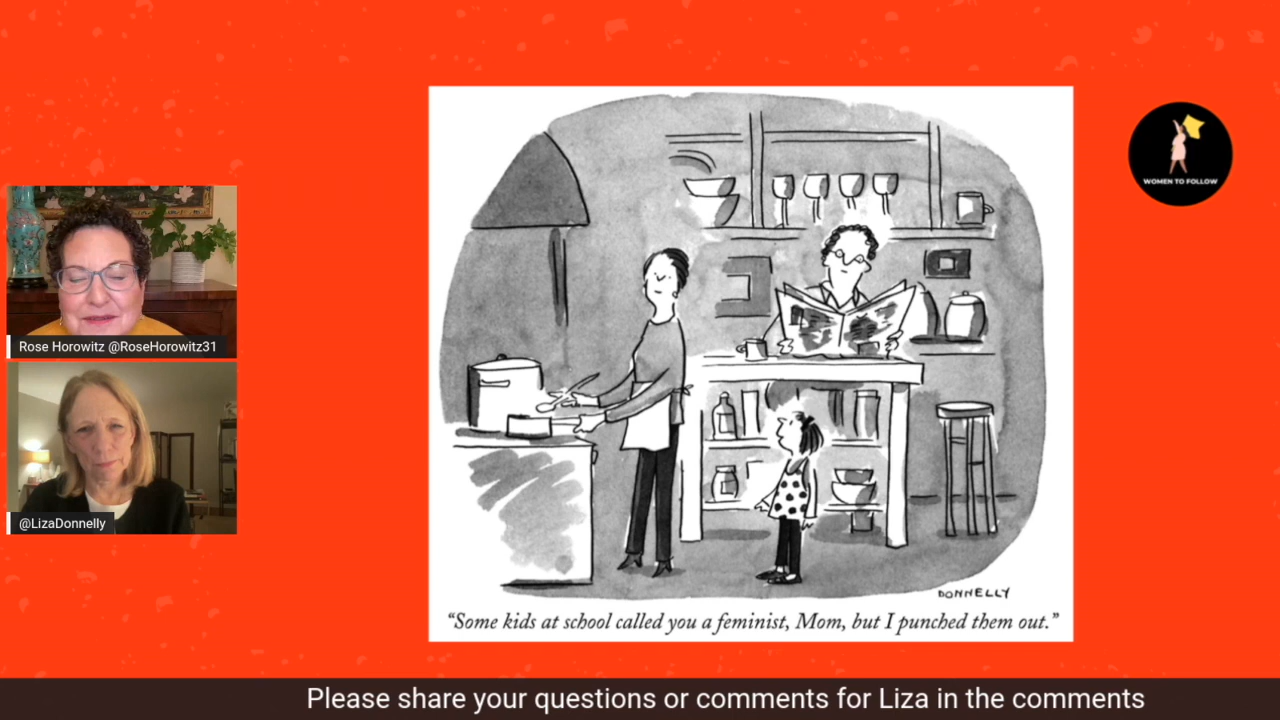 WOMEN TO FOLLOW
Rose Horowitz @RoseHorowitz31
@LizaDonnelly
DONNELLY
“Some kids at school called you a feminist, Mom, but I punched them out.”
Please share your questions or comments for Liza in the comments